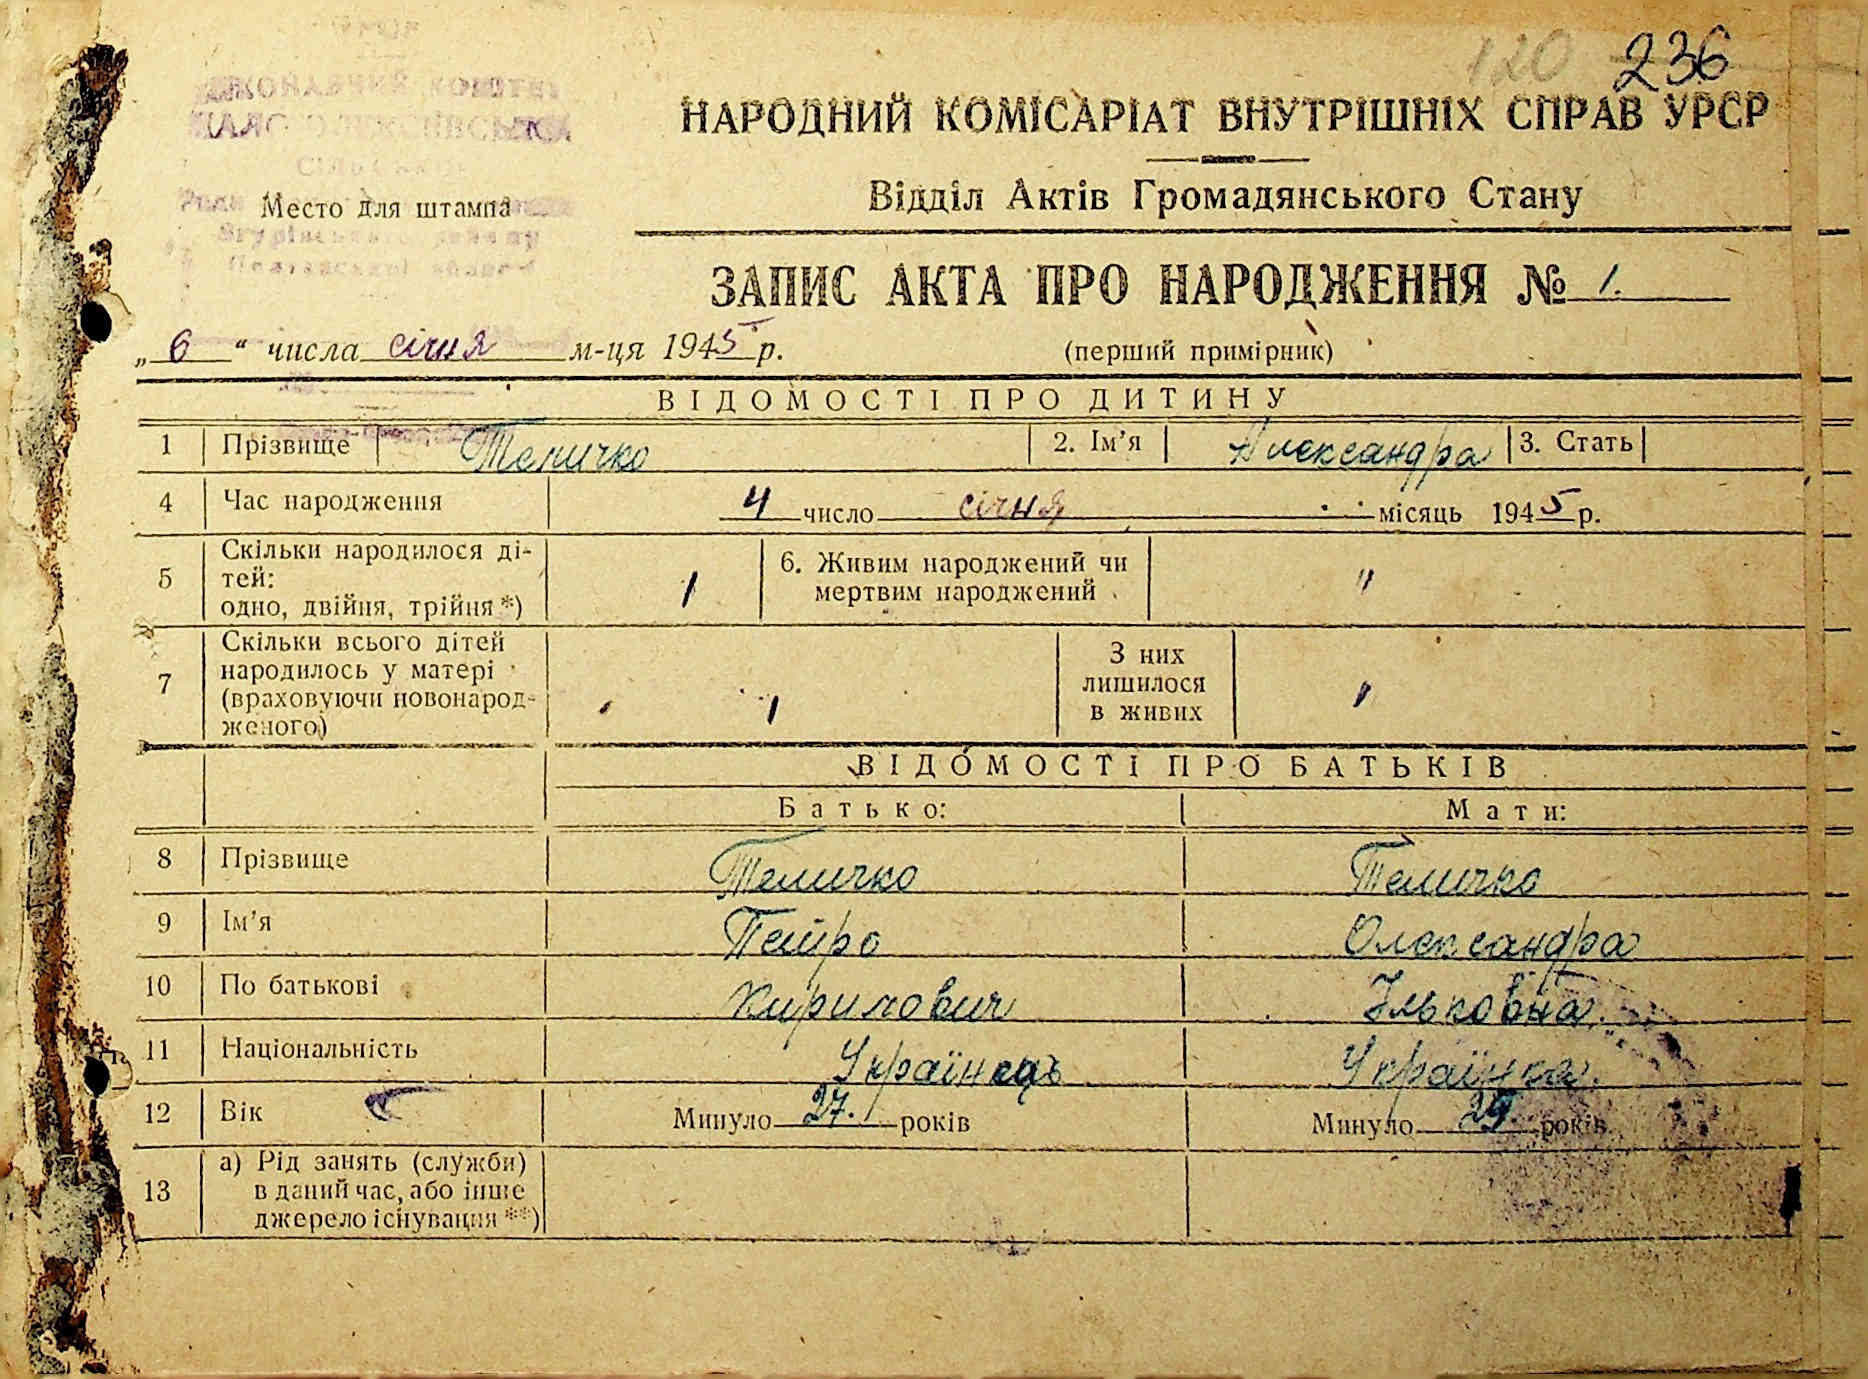 120 236
НАРОДНИЙ КОМІСАРІАТ ВНУТРІШНІХ СПРАВ УРСР
Відділ Актів Громадянського Стану
Место для штампа
ЗАПИС АКТА ПРО НАРОДЖЕННЯ № 1.
„6“ числа січня м-ця 1945 р. (перший примірник)
ВІДОМОСТІ ПРО ДИТИНУ
1 Прізвище Теличко 2. Ім’я Александра 3. Стать
4 Час народження 4 число січня місяць 1945 р.
5 Скільки народилося ді-
тей:
одно, двійня, трійня *) 1 6. Живим народжений чи
мертвим народжений "
7 Скільки всього дітей
народилось у матері
(враховуючи новонарод-
женого) 1 З них
лишилося
в живих
ВІДОМОСТІ ПРО БАТЬКІВ
Батько: Мати:
8 Прізвище Теличко Теличко
9 Ім’я Петро Олександра
10 По батькові Кирилович Ільковна
11 Національність Українець Українка
12 Вік Минуло 27. років Минуло 29. років
13 а) Рід занять (служби)
в даний час, або інше
джерело існування **)